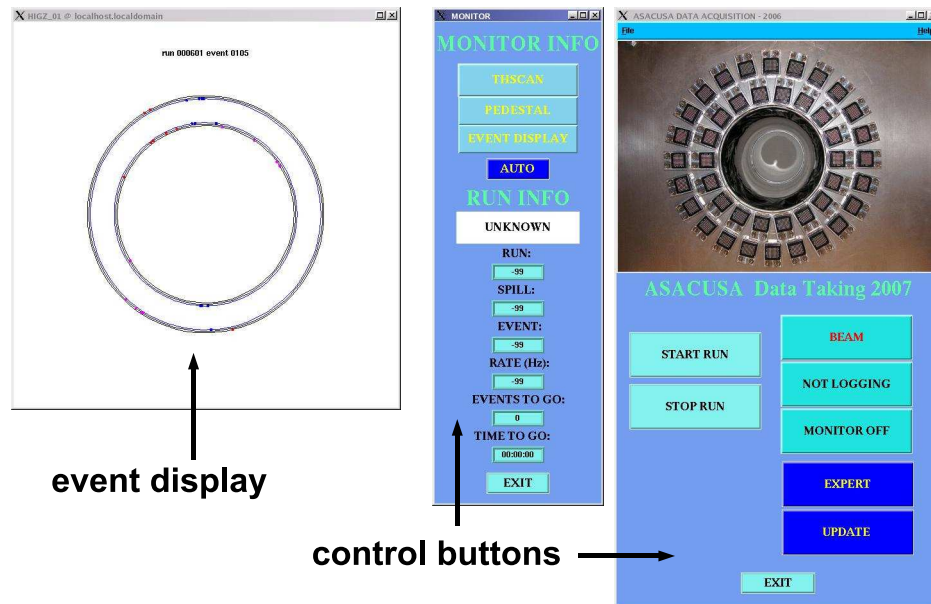 HIGZ_01 @ localhost.localdomain
run 000601 event 0105
event display
MONITOR
MONITOR INFO
THSCAN
PEDESTAL
EVENT DISPLAY
AUTO
RUN INFO
UNKNOWN
RUN:
-99
SPILL:
-99
EVENT:
-99
RATE (Hz):
-99
EVENTS TO GO:
0
TIME TO GO:
00:00:00
EXIT
control buttons
ASACUSA DATA ACQUISITION - 2006
File
Help
ASACUSA Data Taking 2007
START RUN
STOP RUN
BEAM
NOT LOGGING
MONITOR OFF
EXPERT
UPDATE
EXIT